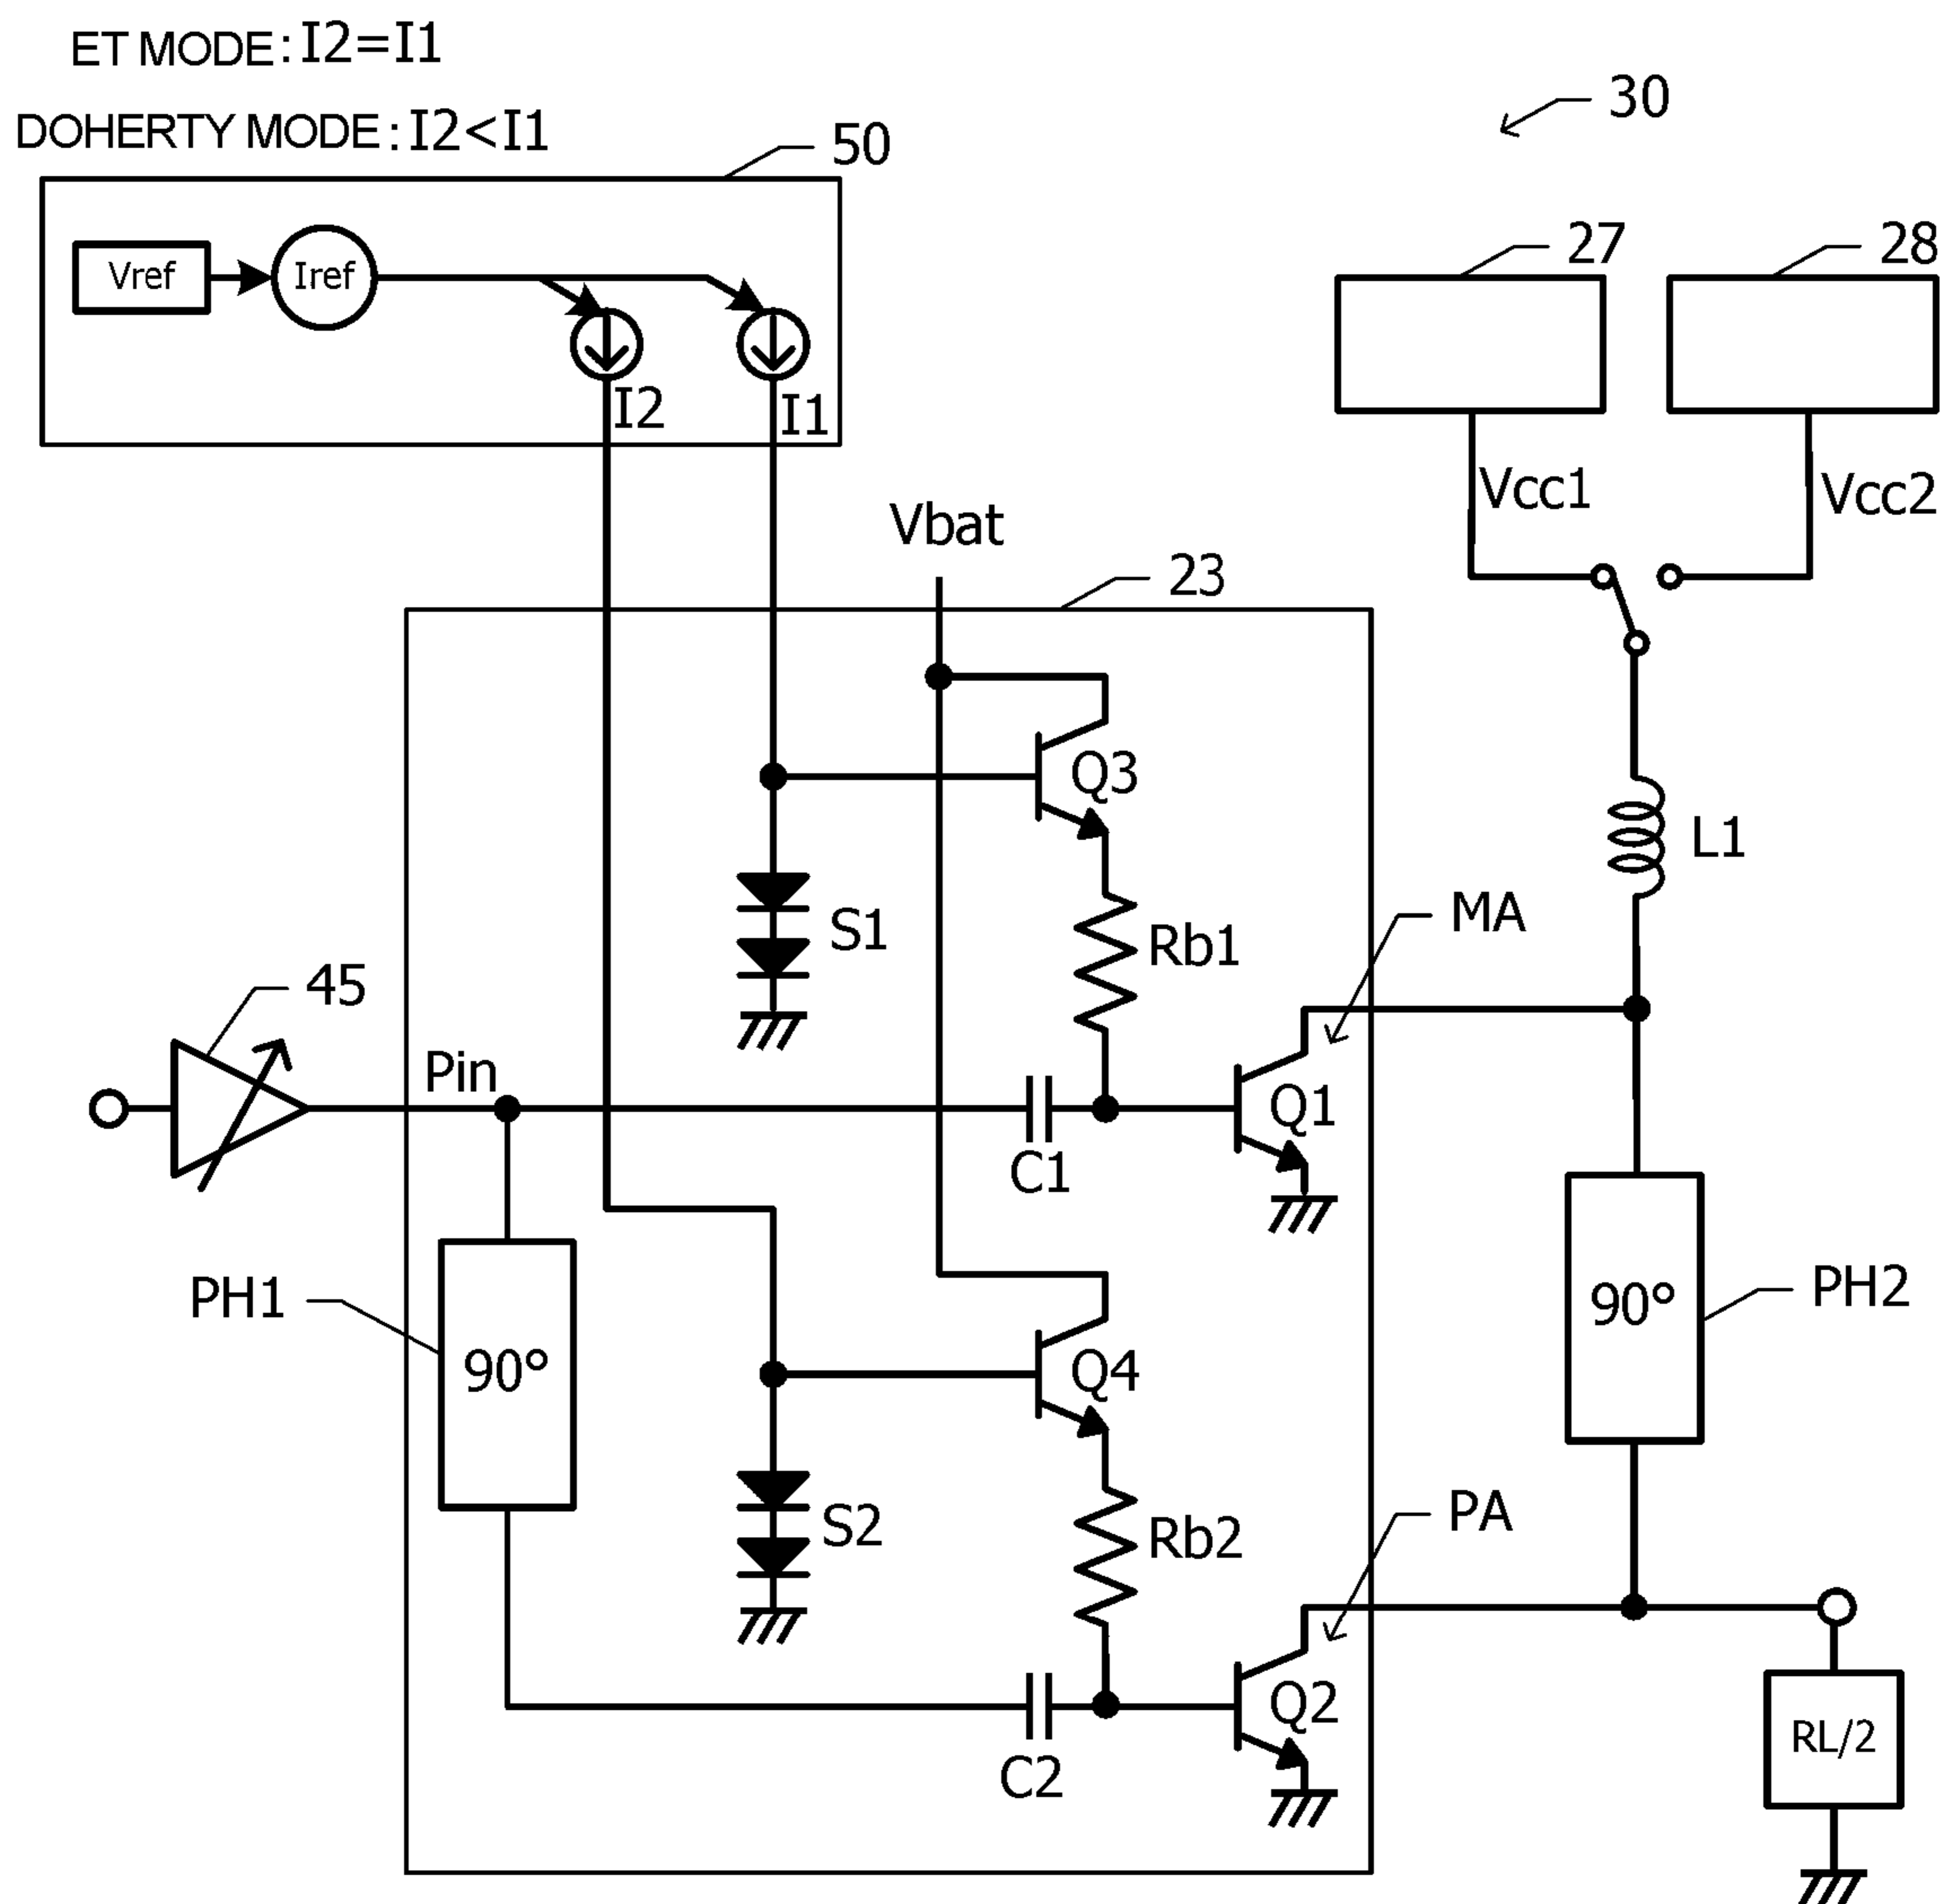 ET MODE: I2=I1
DOHERTY MODE: I2<I1
30
50
Vref
Iref
27
28
I2
I1
Vcc1
Vcc2
Vbat
23
Q3
L1
S1
Rb1
MA
45
Pin
Q1
C1
PH1
90°
90°
PH2
Q4
S2
Rb2
PA
Q2
C2
RL/2